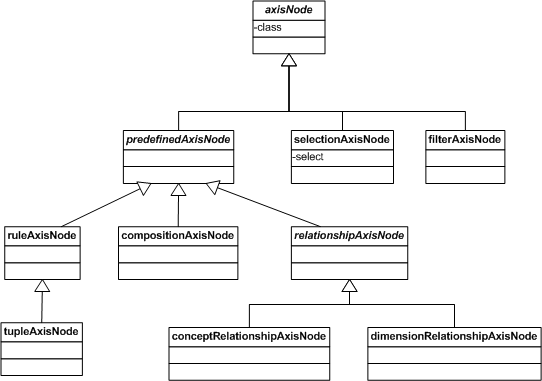 axisNode
-class
predefinedAxisNode
selectionAxisNode
-select
filterAxisNode
ruleAxisNode
compositionAxisNode
relationshipAxisNode
tupleAxisNode
conceptRelationshipAxisNode
dimensionRelationshipAxisNode